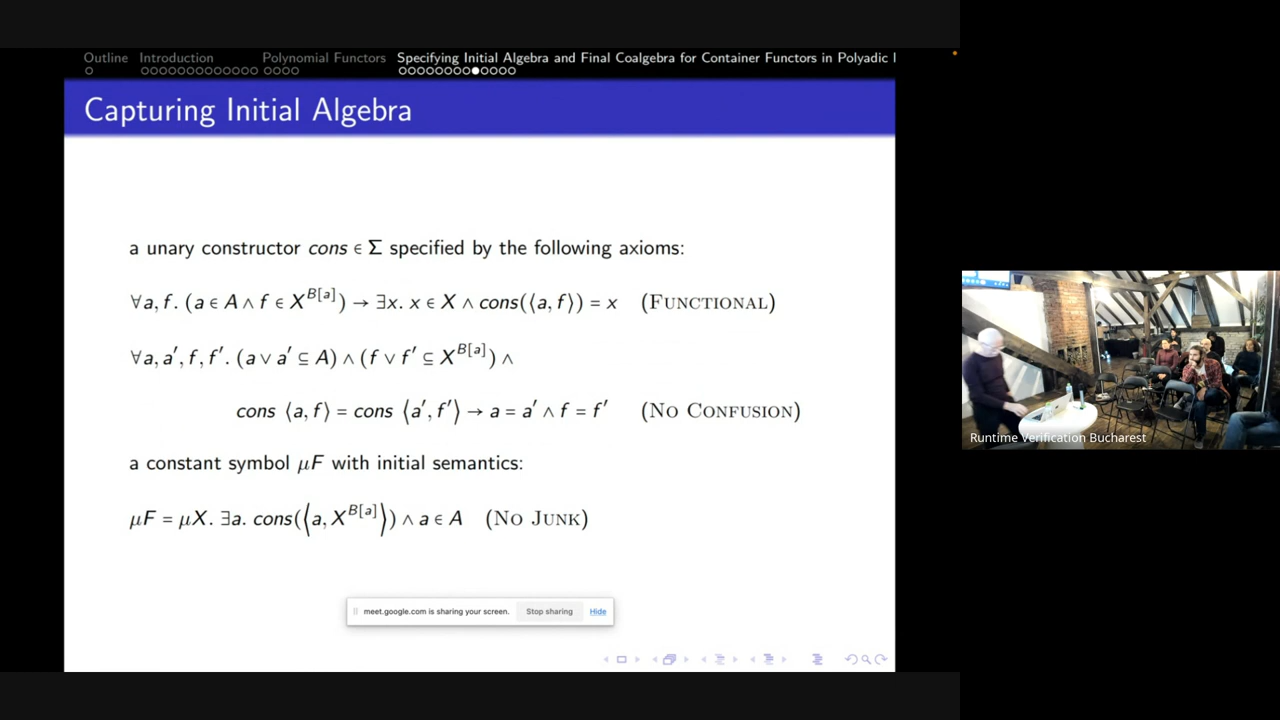 Outline Introduction Polynomial Functors Specifying Initial Algebra and Final Coalgebra for Container Functors in Polyadic
Capturing Initial Algebra
a unary constructor cons ∈ Σ specified by the following axioms:
∀a, f. (a ∈ A ∧ f ∈ X^{B[a]}) → ∃x. x ∈ X ∧ cons(⟨a, f⟩) = x (FUNCTIONAL)
∀a, a′, f, f′. (a ∨ a′ ⊆ A) ∧ (f ∨ f′ ⊆ X^{B[a]}) ∧
cons ⟨a, f⟩ = cons ⟨a′, f′⟩ → a = a′ ∧ f = f′ (NO CONFUSION)
a constant symbol μF with initial semantics:
μF = μX. ∃a. cons(⟨a, X^{B[a]}⟩) ∧ a ∈ A (NO JUNK)
meet.google.com is sharing your screen. Stop sharing Hide
Runtime Verification Bucharest